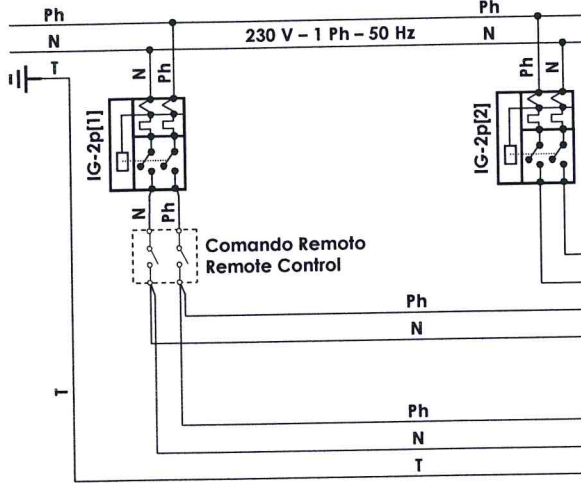 Ph
Ph
N
230 V – 1 Ph – 50 Hz
N
T
N
Ph
Ph
N
IG-2p[1]
IG-2p[2]
N
Ph
Comando Remoto
Remote Control
Ph
N
T
Ph
N
T